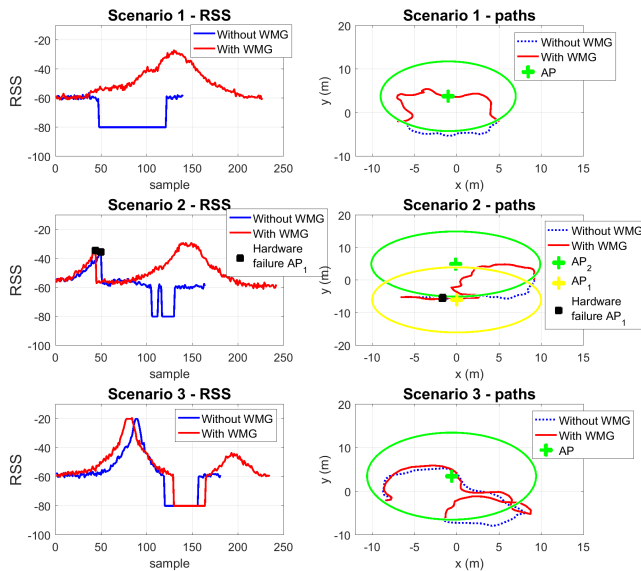 Scenario 1 - RSS
RSS
-20
-40
-60
-80
-100
0
50
100
150
200
250
sample
Without WMG
With WMG
Scenario 1 - paths
y (m)
20
10
0
-10
-10
-5
0
5
10
15
x (m)
Without WMG
With WMG
AP
Scenario 2 - RSS
RSS
-20
-40
-60
-80
-100
0
50
100
150
200
250
sample
Without WMG
With WMG
Hardware
failure AP1
Scenario 2 - paths
y (m)
20
10
0
-10
-20
-10
-5
0
5
10
15
x (m)
Without WMG
With WMG
AP2
AP1
Hardware
failure AP1
Scenario 3 - RSS
RSS
-20
-40
-60
-80
-100
0
50
100
150
200
250
sample
Without WMG
With WMG
Scenario 3 - paths
y (m)
20
10
0
-10
-10
-5
0
5
10
15
x (m)
Without WMG
With WMG
AP